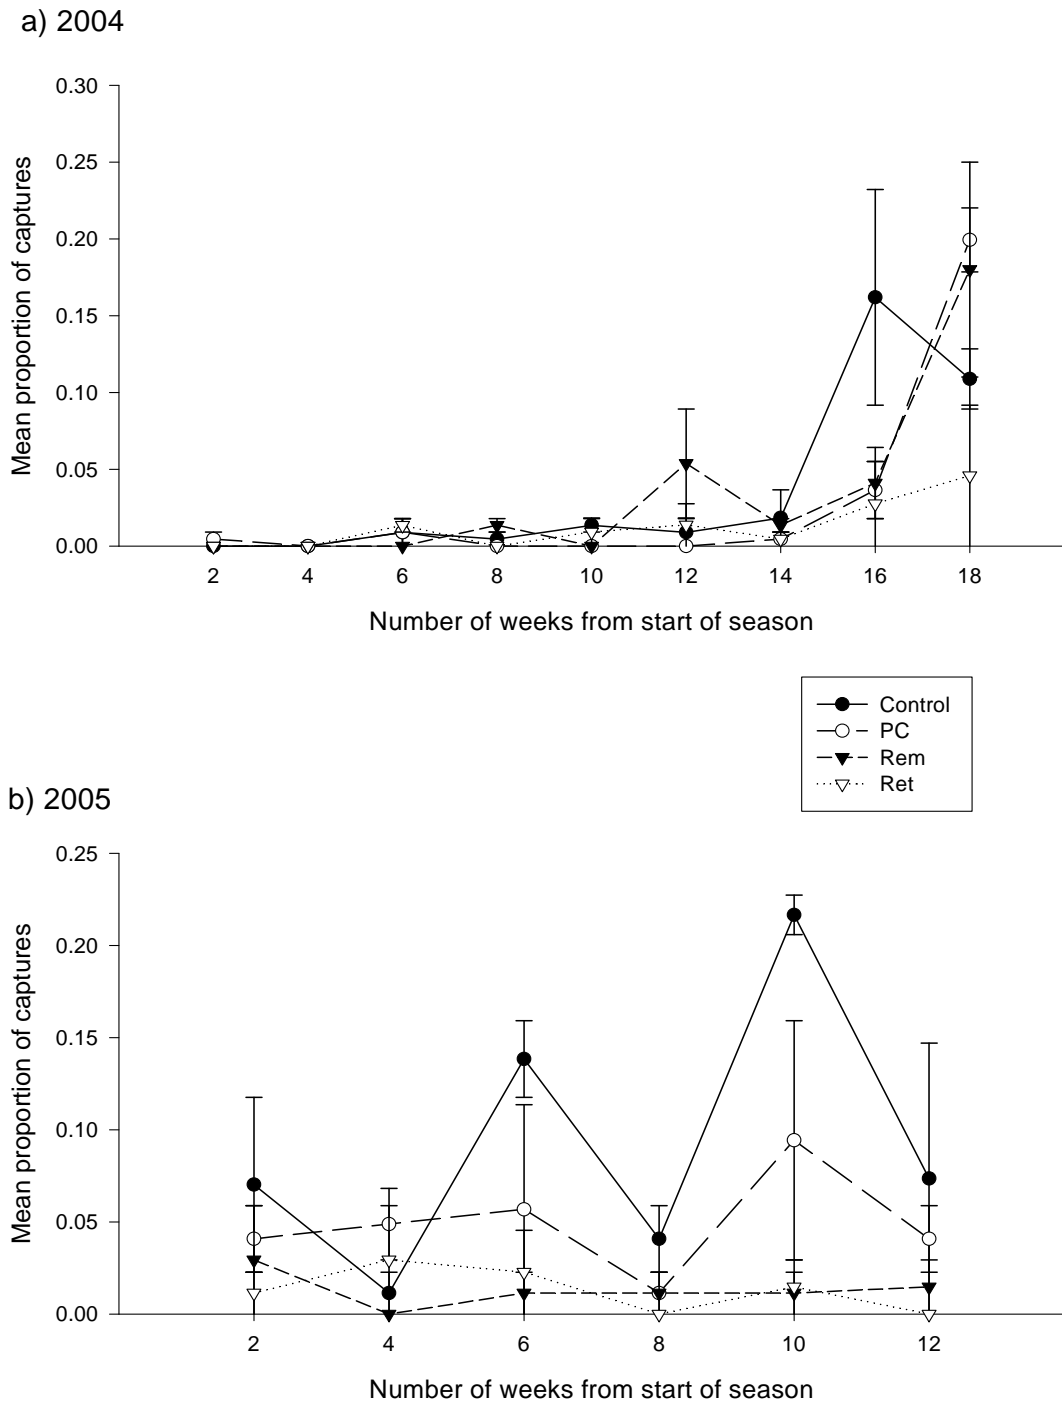 a) 2004
0.30
0.25
0.20
0.15
0.10
0.05
0.00
Mean proportion of captures
2 4 6 8 10 12 14 16 18
Number of weeks from start of season
Control
PC
Rem
Ret
b) 2005
0.25
0.20
0.15
0.10
0.05
0.00
Mean proportion of captures
2 4 6 8 10 12
Number of weeks from start of season